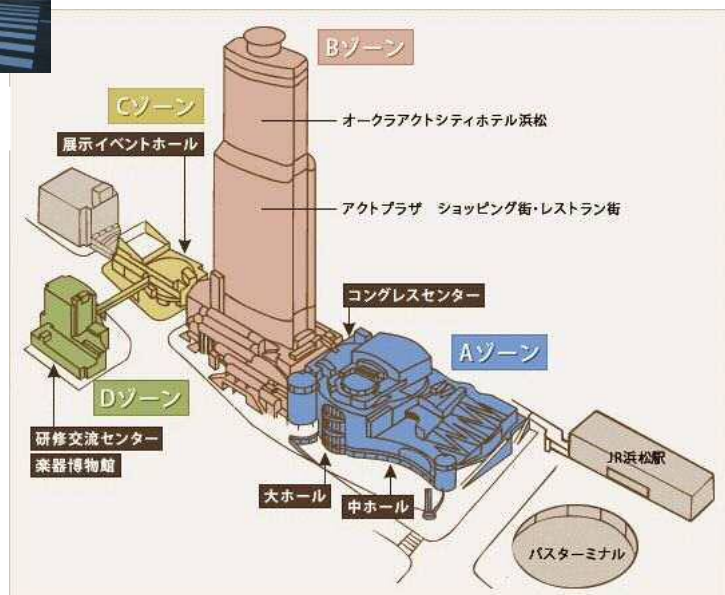 Bゾーン
Cゾーン
オークラアクトシティホテル浜松
展示イベントホール
アクトプラザ　ショッピング街・レストラン街
コングレスセンター
Aゾーン
Dゾーン
研修交流センター
楽器博物館
大ホール
中ホール
JR浜松駅
バスターミナル